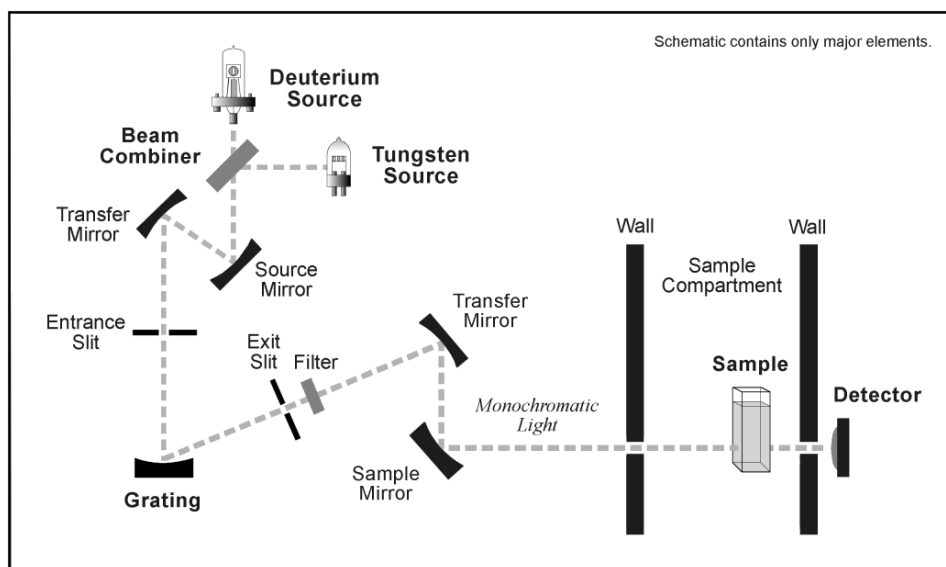 Schematic contains only major elements.
Deuterium
Source
Beam
Combiner
Tungsten
Source
Transfer
Mirror
Source
Mirror
Wall
Wall
Sample
Compartment
Entrance
Slit
Exit
Slit
Filter
Transfer
Mirror
Sample
Detector
Monochromatic
Light
Grating
Sample
Mirror